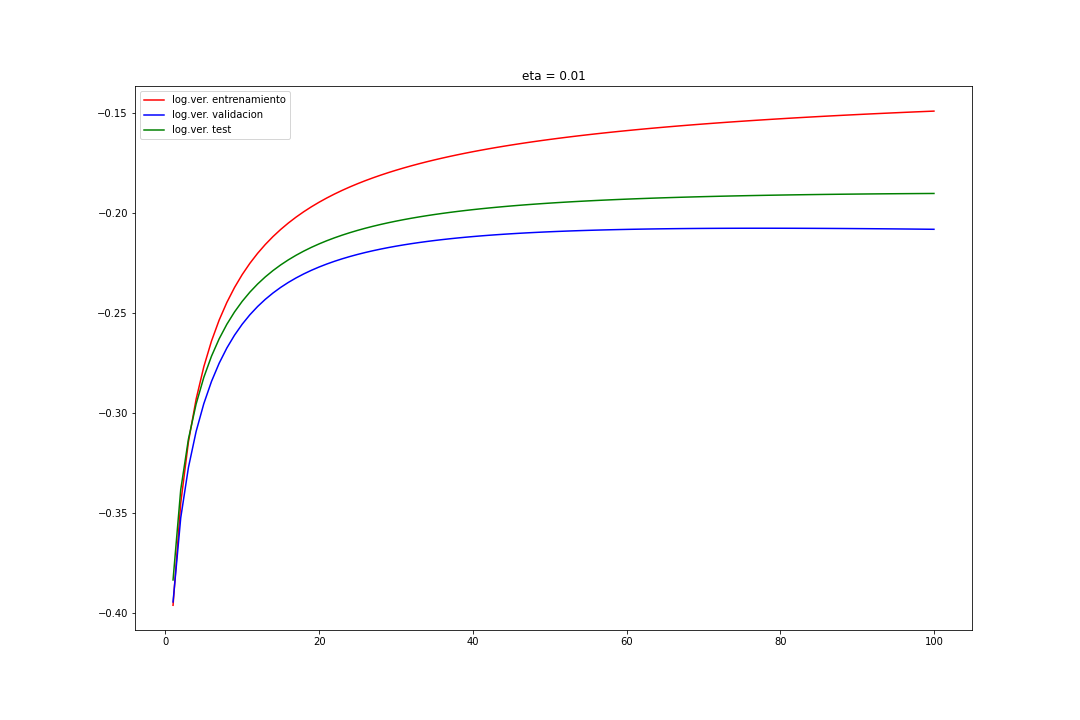 eta = 0.01
log.ver. entrenamiento
log.ver. validacion
log.ver. test
−0.15
−0.20
−0.25
−0.30
−0.35
−0.40
0 20 40 60 80 100